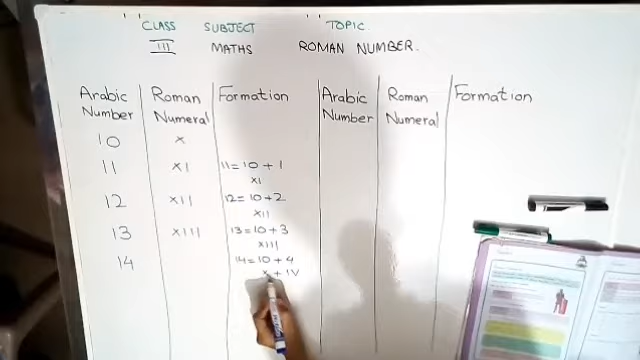 CLASS SUBJECT TOPIC
III MATHS ROMAN NUMBER.
Arabic Number Roman Numeral Formation Arabic Number Roman Numeral Formation
10 X
11 XI 11=10+1
XI
12 XII 12=10+2
XII
13 XIII 13=10+3
XIII
14 14=10+4
X+IV